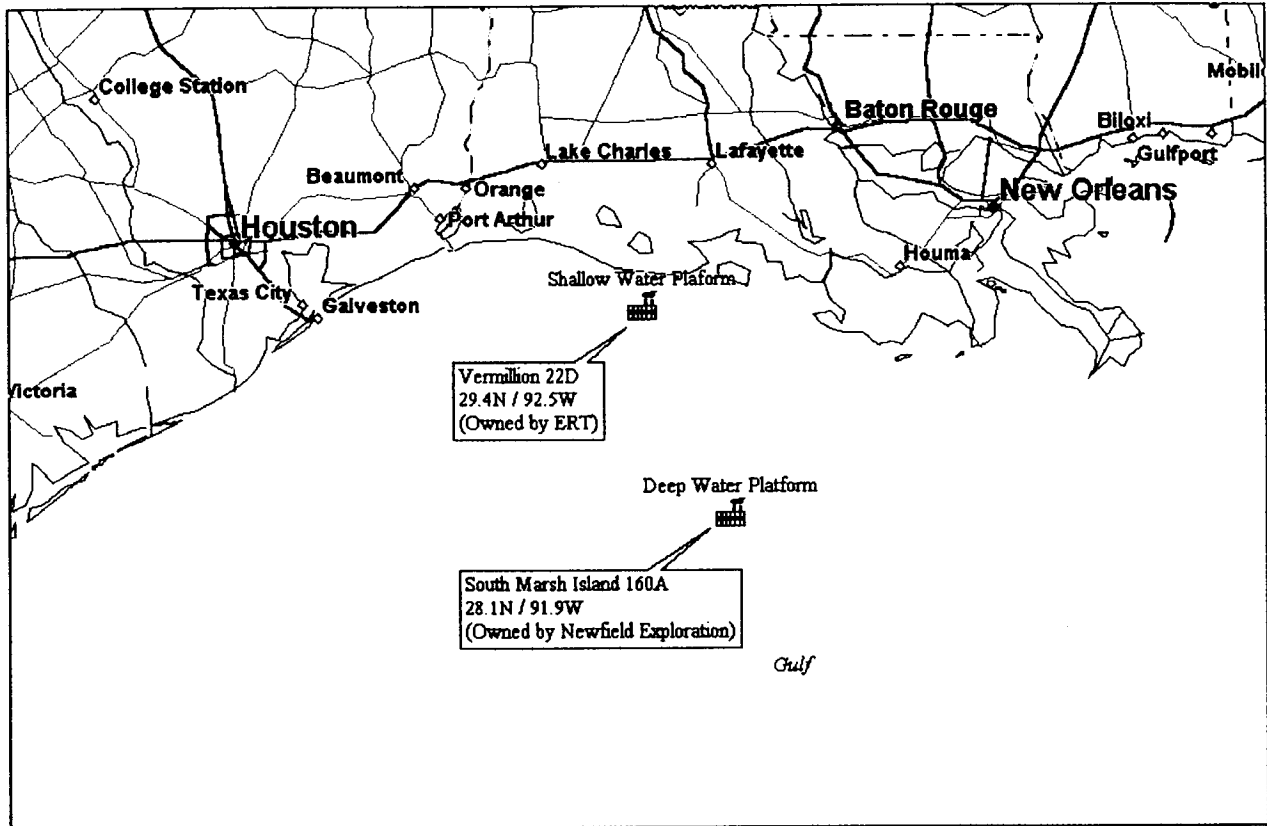 College Station
Mobil
Baton Rouge
Biloxi
Gulfport
Lake Charles
Lafayette
Beaumont
Orange
New Orleans
Port Arthur
Houston
Houma
Shallow Water Plaform
Texas City
Galveston
Vermillion 22D
29.4N / 92.5W
(Owned by ERT)
Victoria
Deep Water Platform
South Marsh Island 160A
28.1N / 91.9W
(Owned by Newfield Exploration)
Gulf